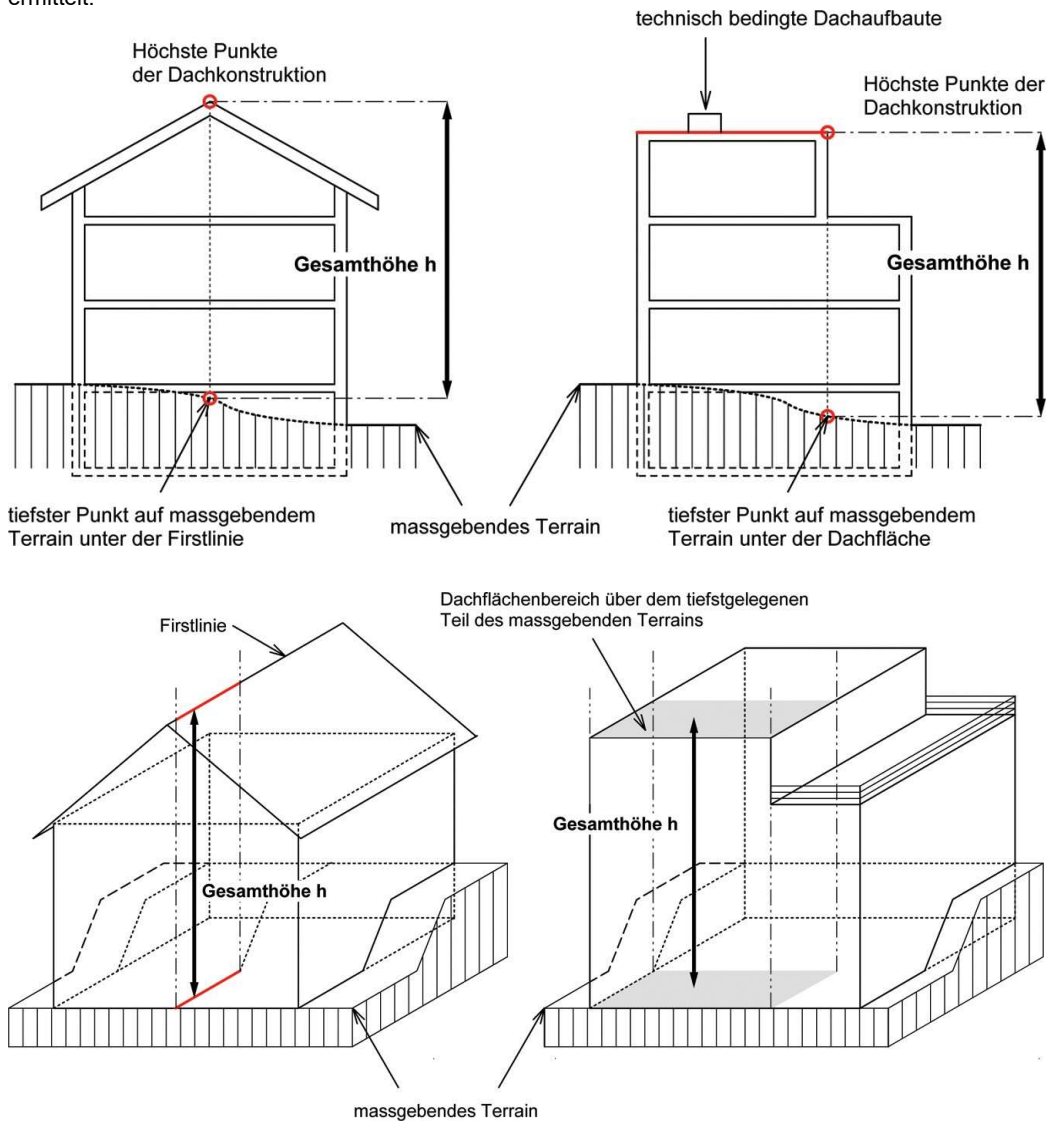 ermittelt.
technisch bedingte Dachaufbaute
Höchste Punkte
der Dachkonstruktion
Höchste Punkte der
Dachkonstruktion
Gesamthöhe h
Gesamthöhe h
tiefster Punkt auf massgebendem
Terrain unter der Firstlinie
massgebendes Terrain
tiefster Punkt auf massgebendem
Terrain unter der Dachfläche
Dachflächenbereich über dem tiefstgelegenen
Teil des massgebenden Terrains
Firstlinie
Gesamthöhe h
Gesamthöhe h
massgebendes Terrain